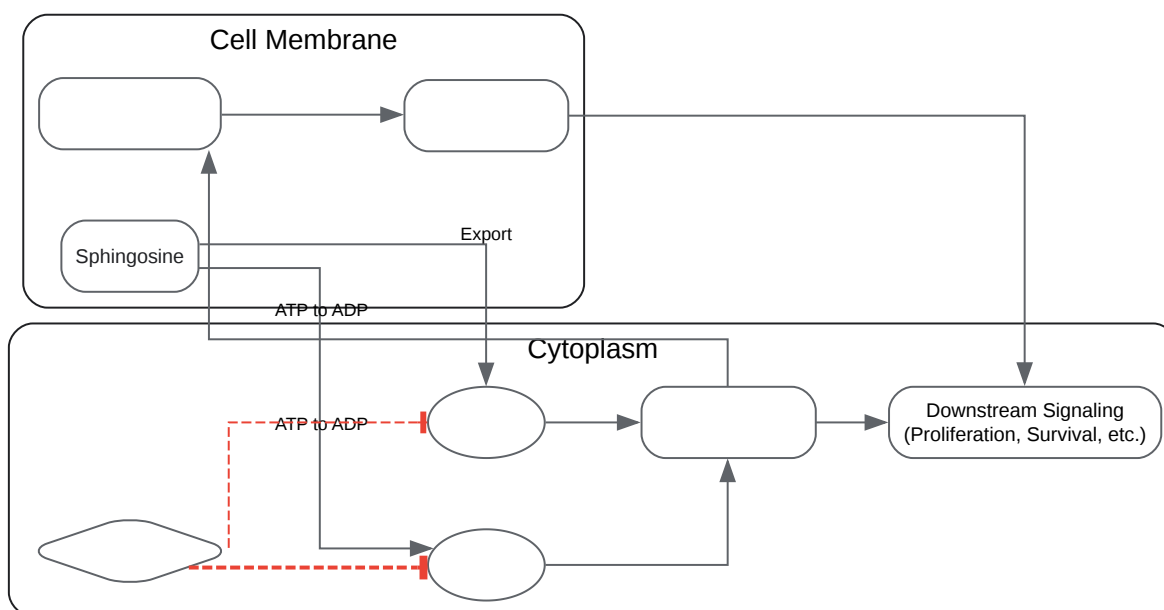 Cell Membrane
Sphingosine
Export
ATP to ADP
Cytoplasm
ATP to ADP
Downstream Signaling
(Proliferation, Survival, etc.)